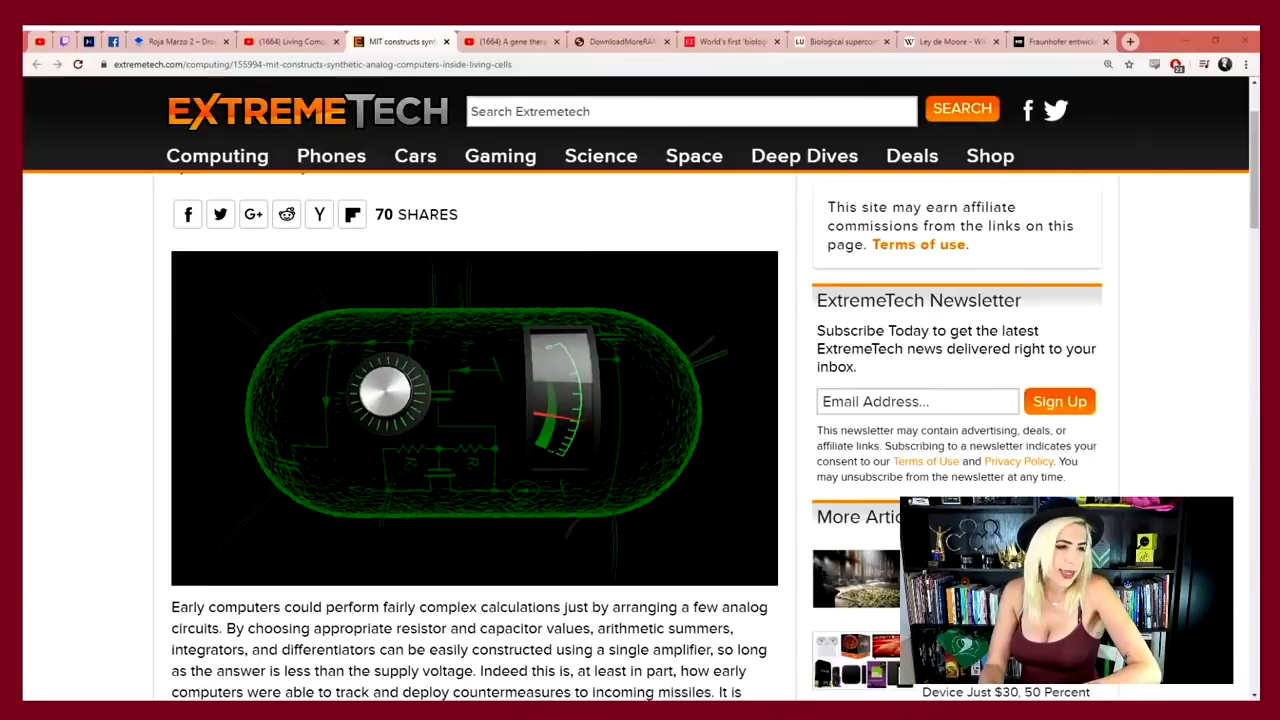 Roja Marzo 2 – Dro
(1664) Living Comp
MIT constructs synt
(1664) A gene thera
DownloadMoreRAM
World's first 'biolog
LU Biological supercom
W Ley de Moore - Wi
Fraunhofer entwick
extremetech.com/computing/155994-mit-constructs-synthetic-analog-computers-inside-living-cells
23
EXTREMETECH
Search Extremetech
SEARCH
Computing Phones Cars Gaming Science Space Deep Dives Deals Shop
70 SHARES
This site may earn affiliate
commissions from the links on this
page. Terms of use.
ExtremeTech Newsletter
Subscribe Today to get the latest
ExtremeTech news delivered right to your
inbox.
Email Address...
Sign Up
This newsletter may contain advertising, deals, or
affiliate links. Subscribing to a newsletter indicates your
consent to our Terms of Use and Privacy Policy. You
may unsubscribe from the newsletter at any time.
More Artic
Device Just $30, 50 Percent
Early computers could perform fairly complex calculations just by arranging a few analog
circuits. By choosing appropriate resistor and capacitor values, arithmetic summers,
integrators, and differentiators can be easily constructed using a single amplifier, so long
as the answer is less than the supply voltage. Indeed this is, at least in part, how early
computers were able to track and deploy countermeasures to incoming missiles. It is